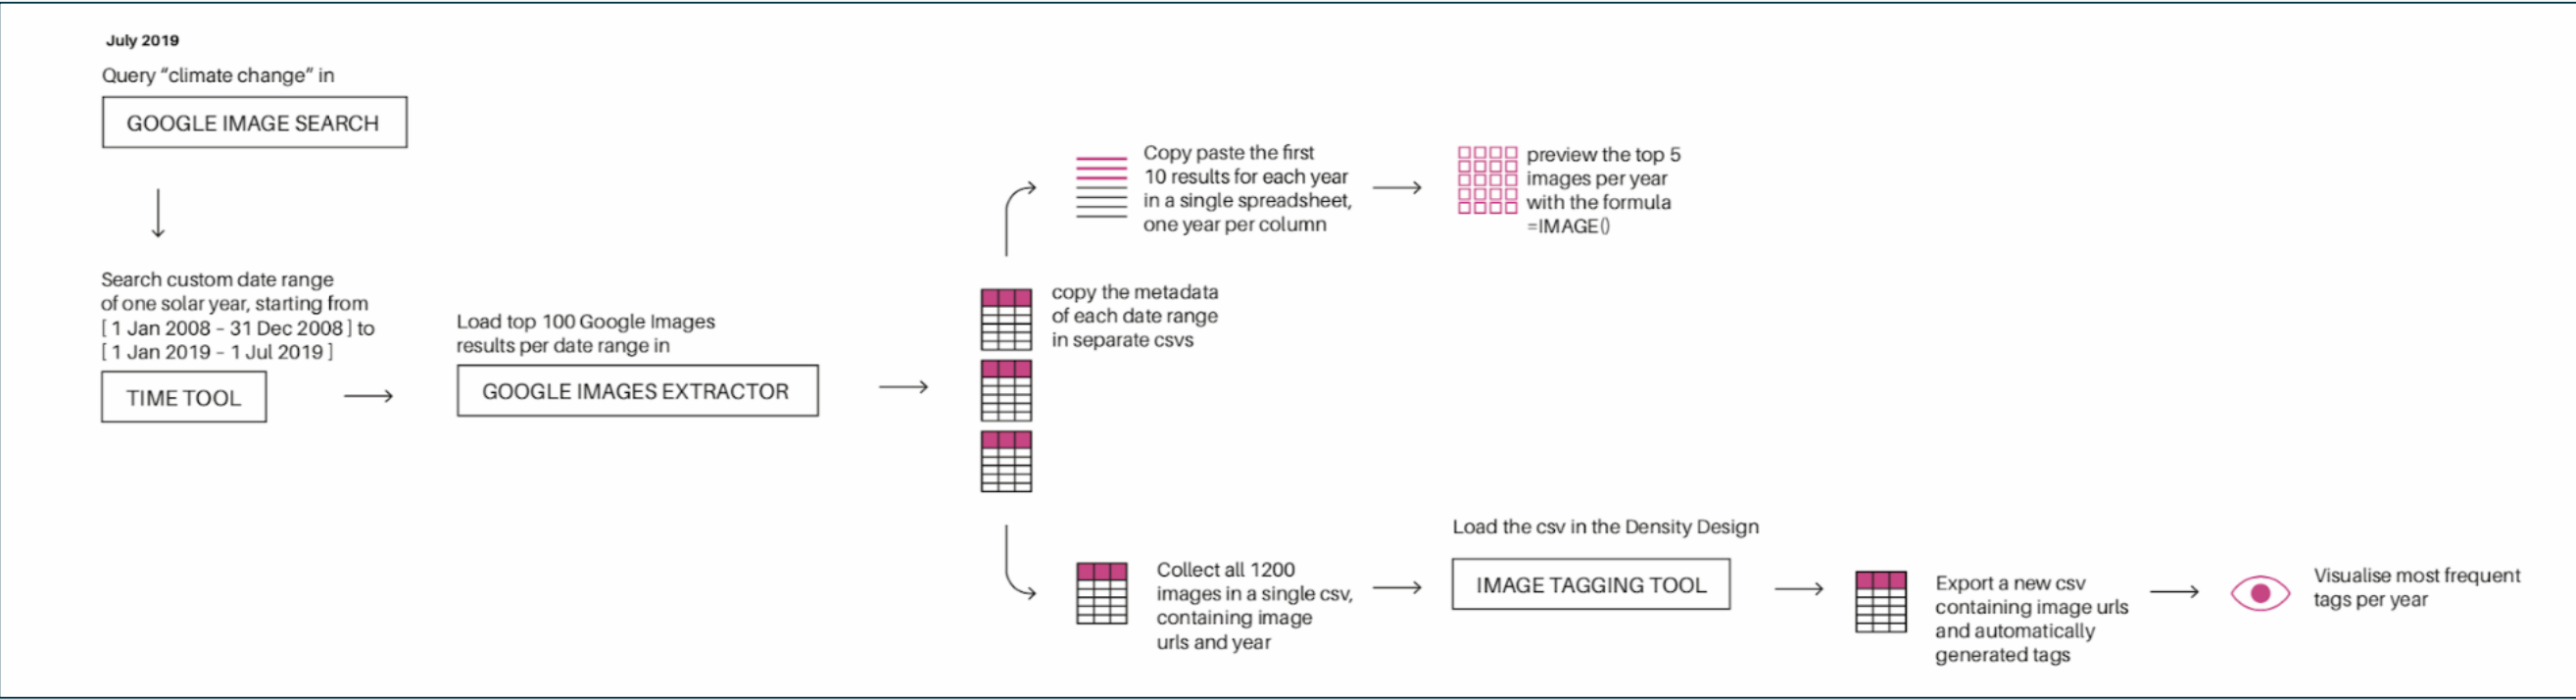 July 2019
Query “climate change” in
GOOGLE IMAGE SEARCH
Search custom date range
of one solar year, starting from
[ 1 Jan 2008 – 31 Dec 2008 ] to
[ 1 Jan 2019 – 1 Jul 2019 ]
TIME TOOL
Load top 100 Google Images
results per date range in
GOOGLE IMAGES EXTRACTOR
copy the metadata
of each date range
in separate csvs
Copy paste the first
10 results for each year
in a single spreadsheet,
one year per column
preview the top 5
images per year
with the formula
=IMAGE()
Collect all 1200
images in a single csv,
containing image
urls and year
Load the csv in the Density Design
IMAGE TAGGING TOOL
Export a new csv
containing image urls
and automatically
generated tags
Visualise most frequent
tags per year